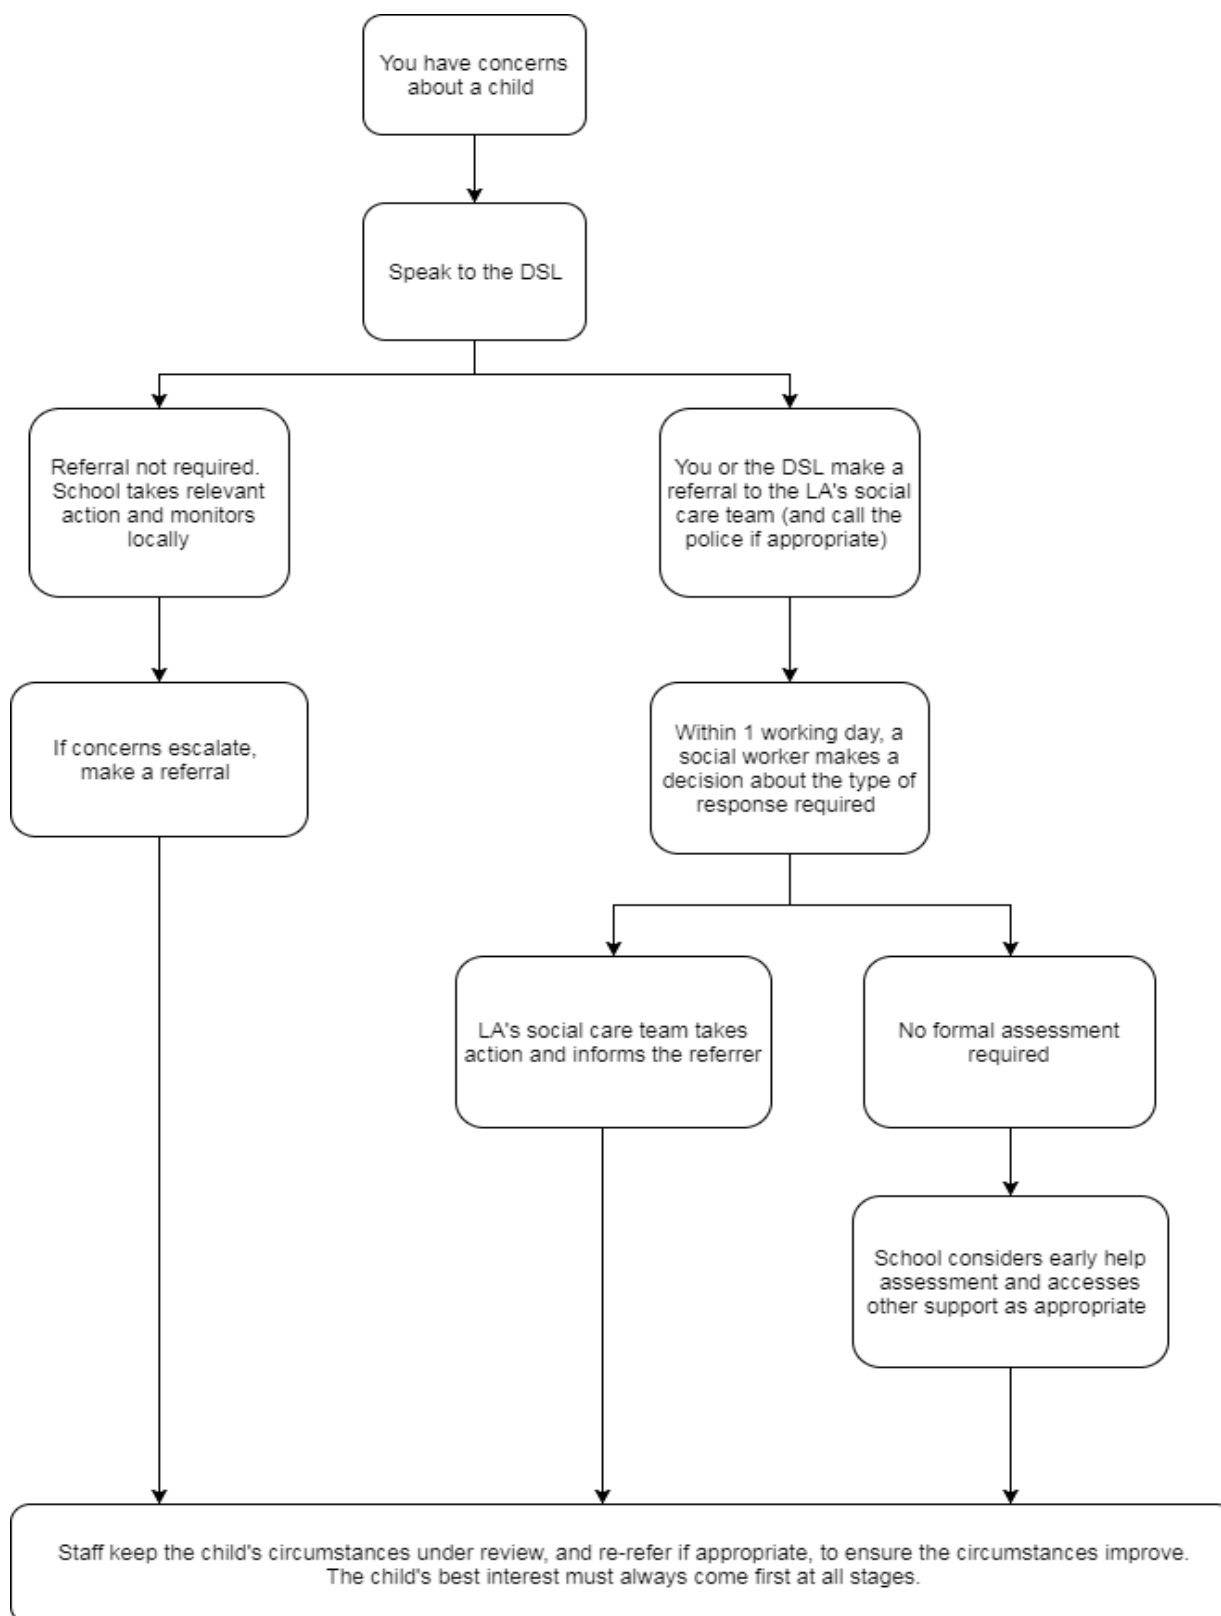 You have concerns
about a child
Speak to the DSL
Referral not required.
School takes relevant
action and monitors
locally
You or the DSL make a
referral to the LA's social
care team (and call the
police if appropriate)
If concerns escalate,
make a referral
Within 1 working day, a
social worker makes a
decision about the type of
response required
LA's social care team takes
action and informs the referrer
No formal assessment
required
School considers early help
assessment and accesses
other support as appropriate
Staff keep the child's circumstances under review, and re-refer if appropriate, to ensure the circumstances improve.
The child's best interest must always come first at all stages.